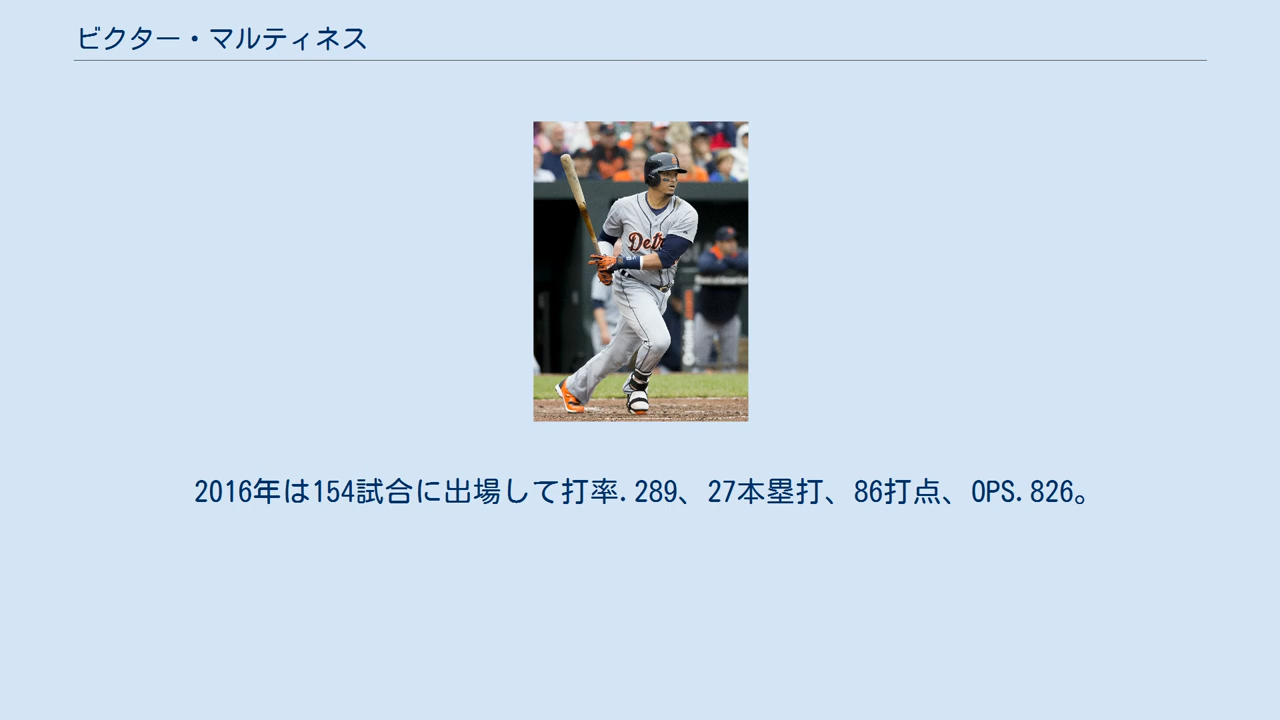 ビクター・マルティネス
Detr
2016年は154試合に出場して打率.289、27本塁打、86打点、OPS.826。